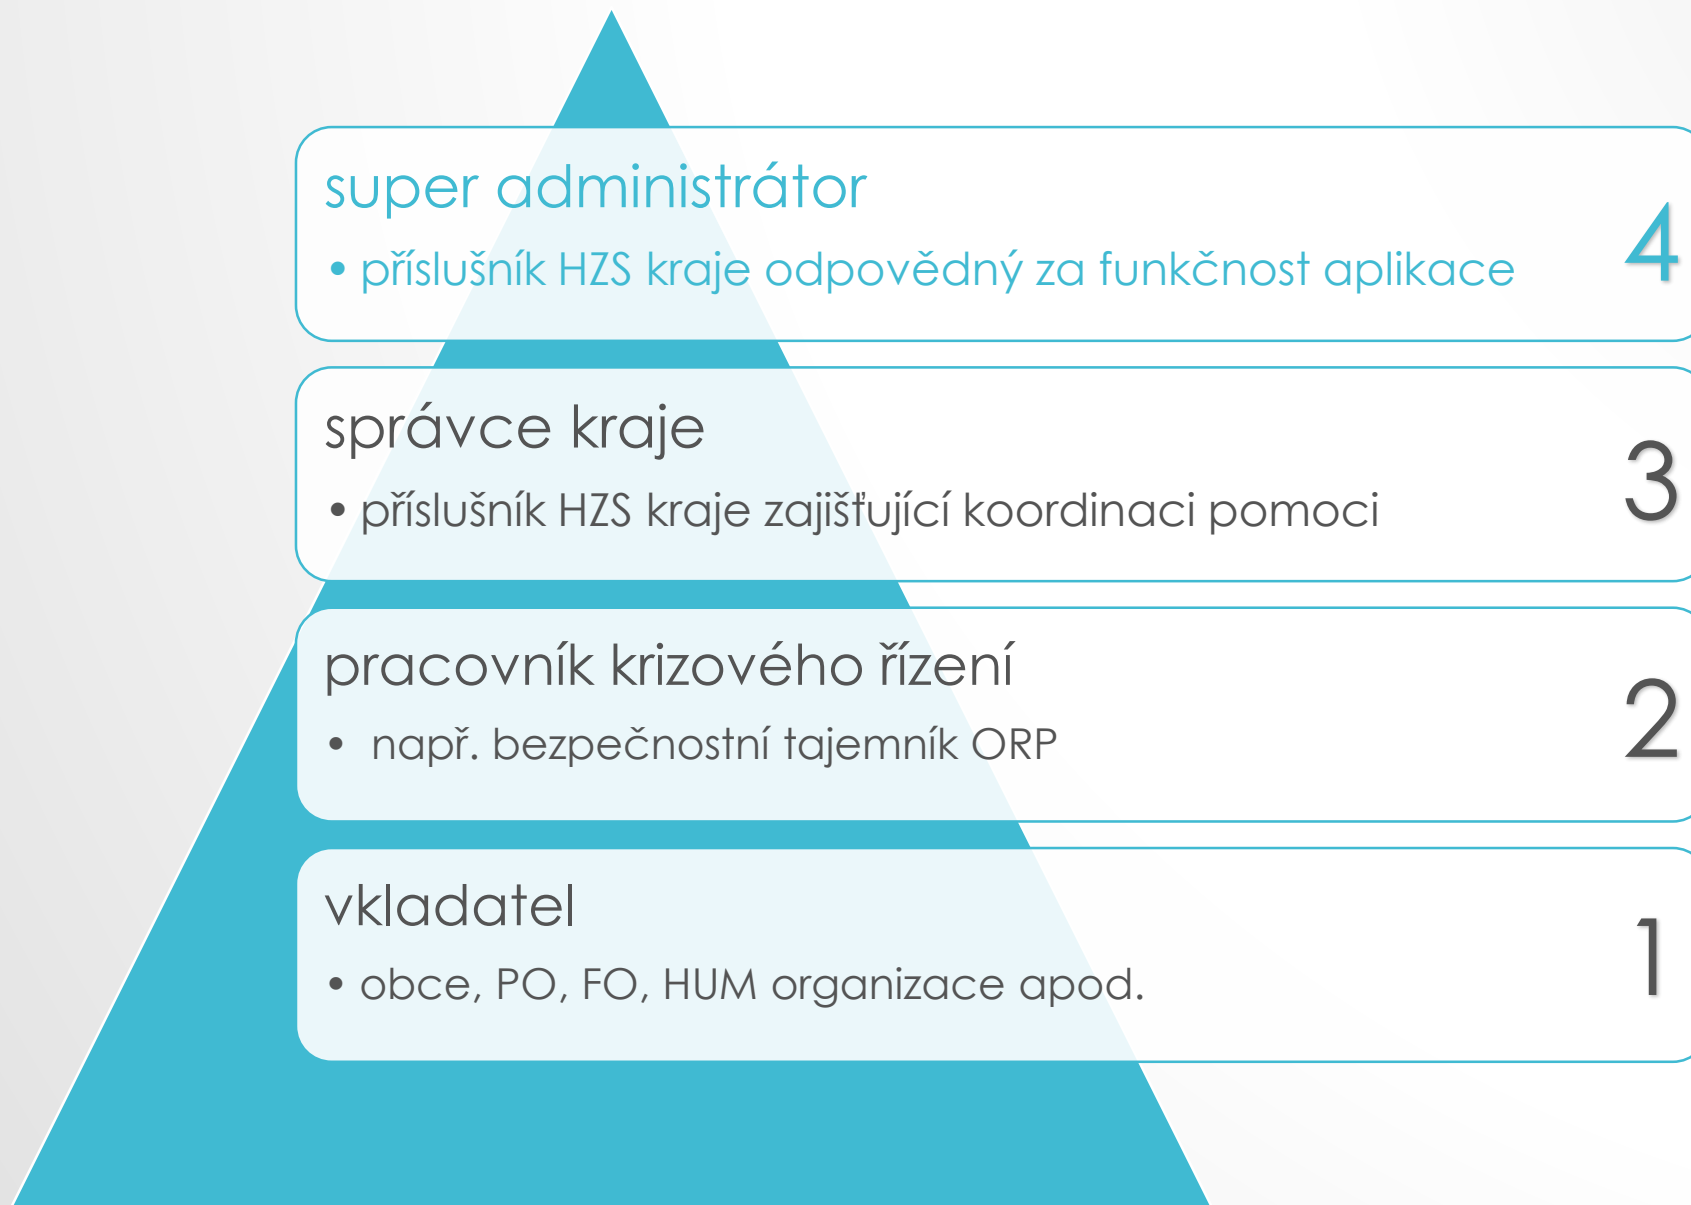 super administrátor
• příslušník HZS kraje odpovědný za funkčnost aplikace
4
správce kraje
• příslušník HZS kraje zajišťující koordinaci pomoci
3
pracovník krizového řízení
• např. bezpečnostní tajemník ORP
2
vkladatel
• obce, PO, FO, HUM organizace apod.
1